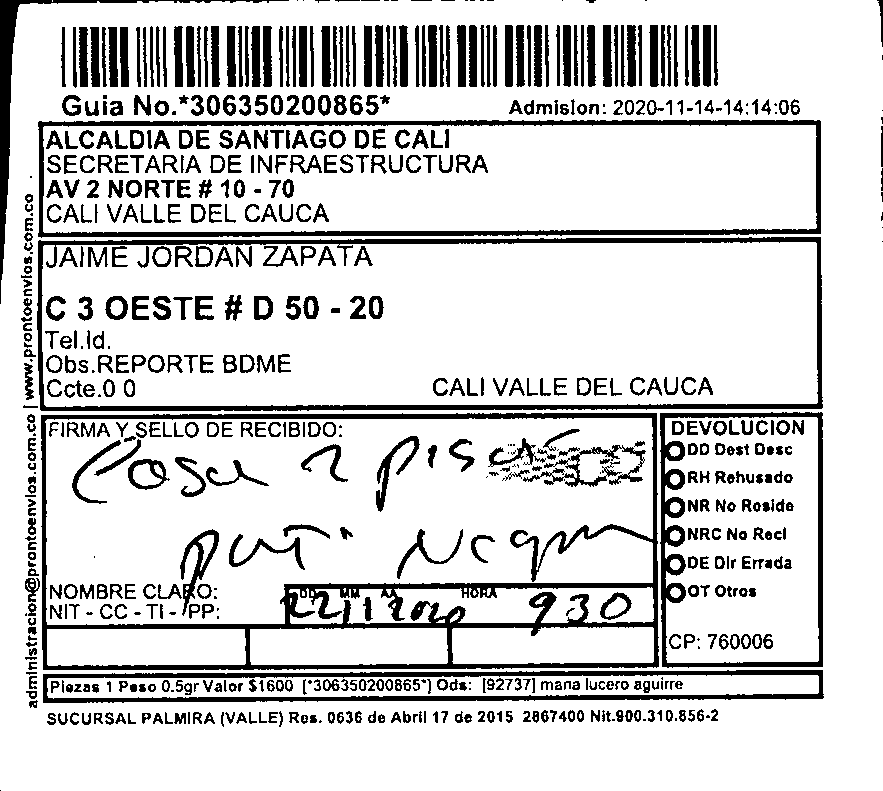 Guia No.*306350200865*
Admision: 2020-11-14-14:14:06
ALCALDIA DE SANTIAGO DE CALI
SECRETARIA DE INFRAESTRUCTURA
AV 2 NORTE # 10 - 70
CALI VALLE DEL CAUCA
JAIME JORDAN ZAPATA
C 3 OESTE # D 50 - 20
Tel.Id.
Obs.REPORTE BDME
Ccte.0 0
CALI VALLE DEL CAUCA
administracion@prontoenvios.com.co | www.prontoenvios.com.co
FIRMA Y SELLO DE RECIBIDO:
Casa 2 pisos
NOMBRE CLARO:
NIT - CC - TI - PP:
DD MM AA HORA
22 11 2020 930
DEVOLUCION
DD Dest Desc
RH Rehusado
NR No Reside
NRC No Recl
DE Dir Errada
OT Otros
CP: 760006
Piezas 1 Peso 0.5gr Valor $1600 [*306350200865*] Ods: [92737] maria lucero aguirre
SUCURSAL PALMIRA (VALLE) Res. 0636 de Abril 17 de 2015 2867400 Nit.900.310.856-2